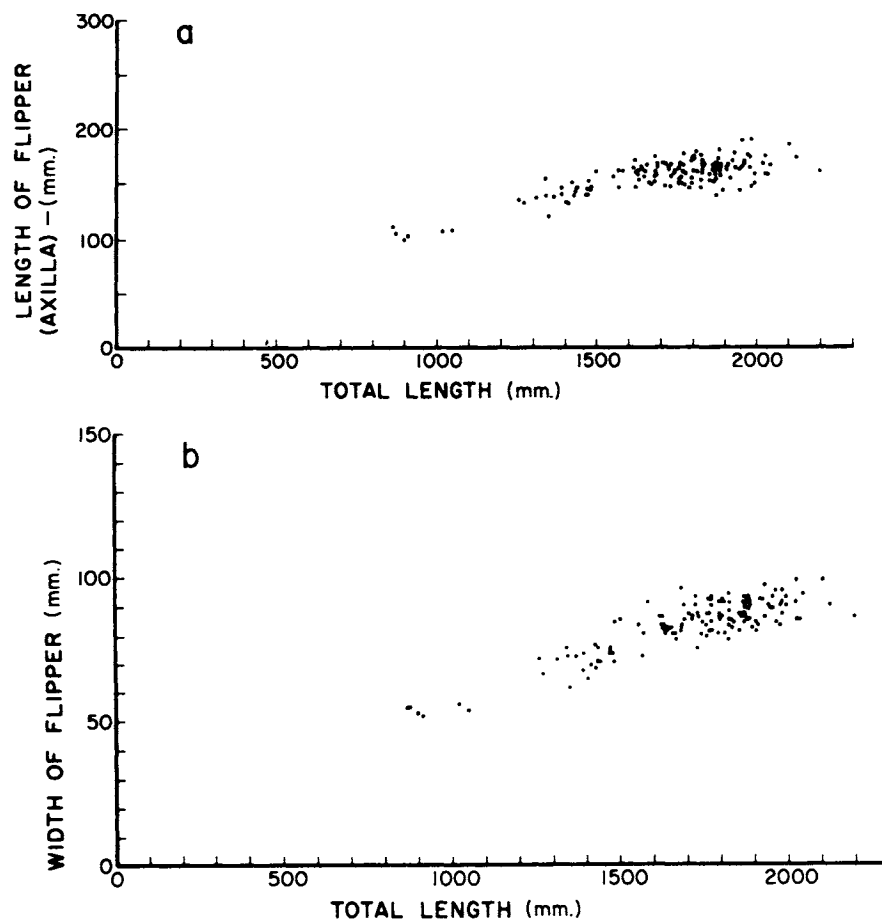 a
300
200
100
0
LENGTH OF FLIPPER
(AXILLA) – (mm.)
0 500 1000 1500 2000
TOTAL LENGTH (mm.)
b
150
100
50
0
WIDTH OF FLIPPER (mm.)
0 500 1000 1500 2000
TOTAL LENGTH (mm.)